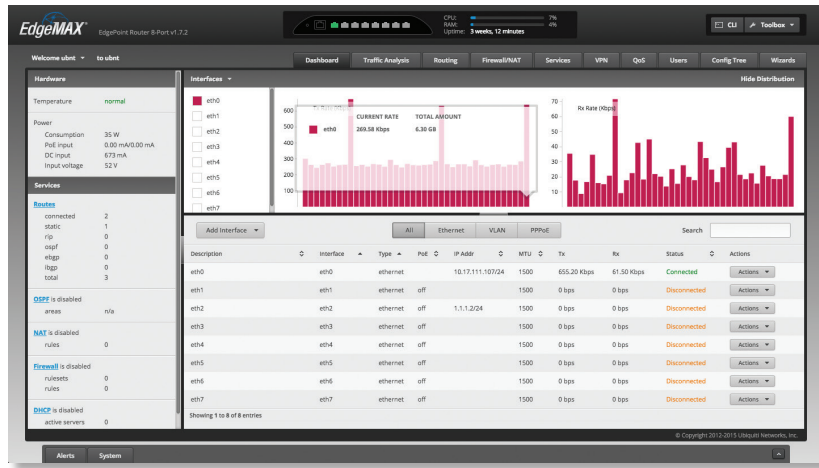 EdgeMAX® EdgePoint Router 8-Port v1.7.2
CPU: 7%
RAM: 4%
Uptime: 3 weeks, 12 minutes
CLI Toolbox
Welcome ubnt to ubnt
Dashboard Traffic Analysis Routing Firewall/NAT Services VPN QoS Users Config Tree Wizards
Hardware
Temperature normal
Power
Consumption 35 W
PoE input 0.00 mA/0.00 mA
DC input 673 mA
Input voltage 52 V
Services
Routes
connected 2
static 1
rip 0
ospf 0
ebgp 0
ibgp 0
total 3
OSPF is disabled
areas n/a
NAT is disabled
rules 0
Firewall is disabled
rulesets 0
rules 0
DHCP is disabled
active servers 0
Interfaces Hide Distribution
eth0
eth1
eth2
eth3
eth4
eth5
eth6
eth7
600
500
400
300
200
100
CURRENT RATE TOTAL AMOUNT
eth0 269.58 Kbps 6.30 GB
Rx Rate (Kbps)
70
60
50
40
30
20
10
Add Interface All Ethernet VLAN PPPoE Search
Description Interface Type PoE IP Addr MTU Tx Rx Status Actions
eth0 eth0 ethernet 10.17.111.107/24 1500 655.20 Kbps 61.50 Kbps Connected Actions
eth1 eth1 ethernet off 1500 0 bps 0 bps Disconnected Actions
eth2 eth2 ethernet off 1.1.1.2/24 1500 0 bps 0 bps Disconnected Actions
eth3 eth3 ethernet off 1500 0 bps 0 bps Disconnected Actions
eth4 eth4 ethernet off 1500 0 bps 0 bps Disconnected Actions
eth5 eth5 ethernet off 1500 0 bps 0 bps Disconnected Actions
eth6 eth6 ethernet off 1500 0 bps 0 bps Disconnected Actions
eth7 eth7 ethernet off 1500 0 bps 0 bps Disconnected Actions
Showing 1 to 8 of 8 entries
© Copyright 2012-2015 Ubiquiti Networks, Inc.
Alerts System